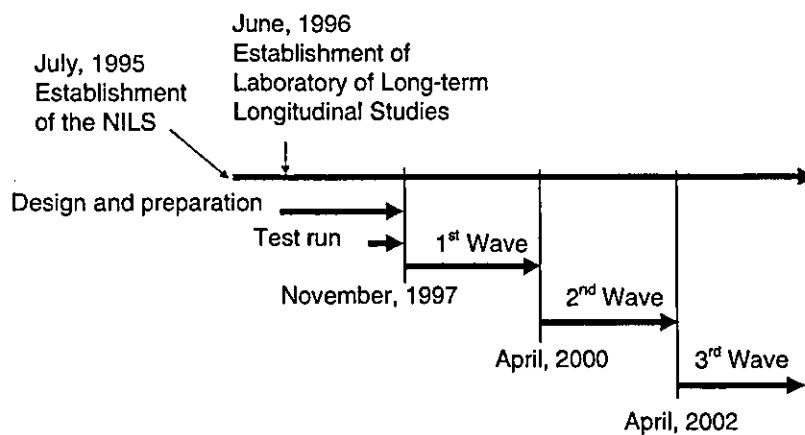 June, 1996
Establishment of
Laboratory of Long-term
Longitudinal Studies
July, 1995
Establishment
of the NILS
Design and preparation
Test run
1st Wave
November, 1997
2nd Wave
April, 2000
3rd Wave
April, 2002